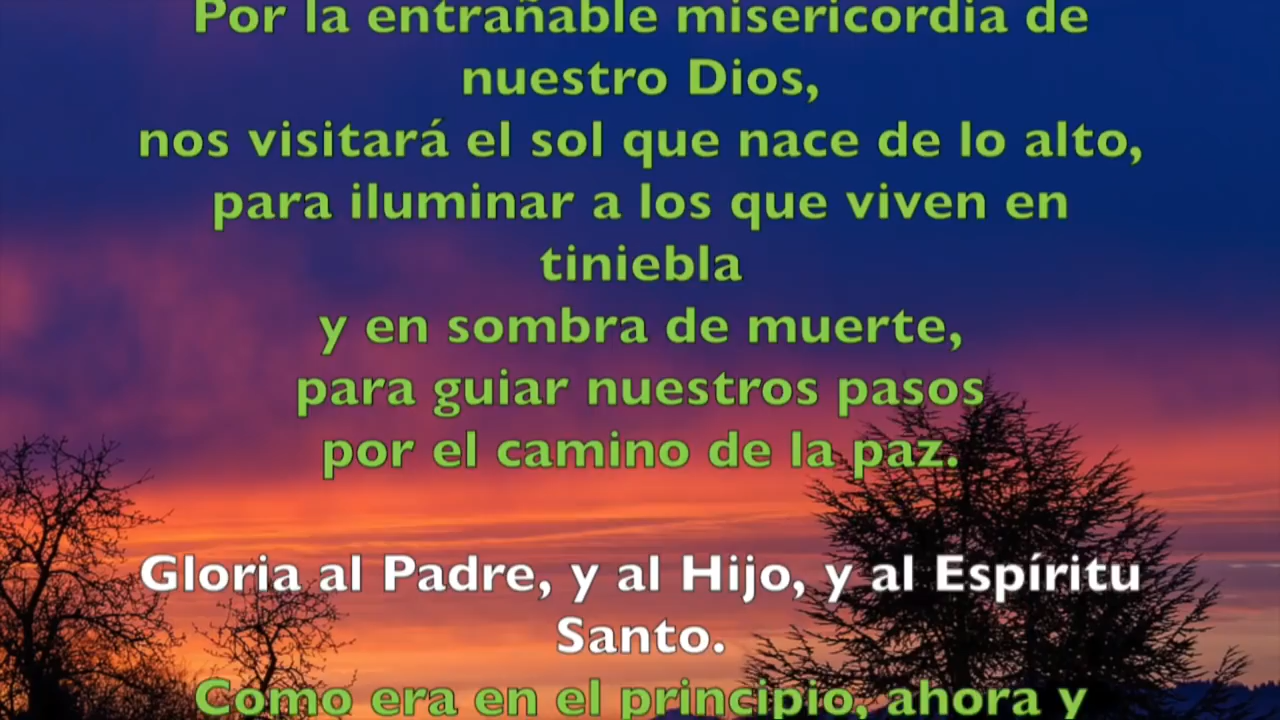 Por la entrañable misericordia de
nuestro Dios,
nos visitará el sol que nace de lo alto,
para iluminar a los que viven en
tiniebla
y en sombra de muerte,
para guiar nuestros pasos
por el camino de la paz.
Gloria al Padre, y al Hijo, y al Espíritu
Santo.
Como era en el principio, ahora y